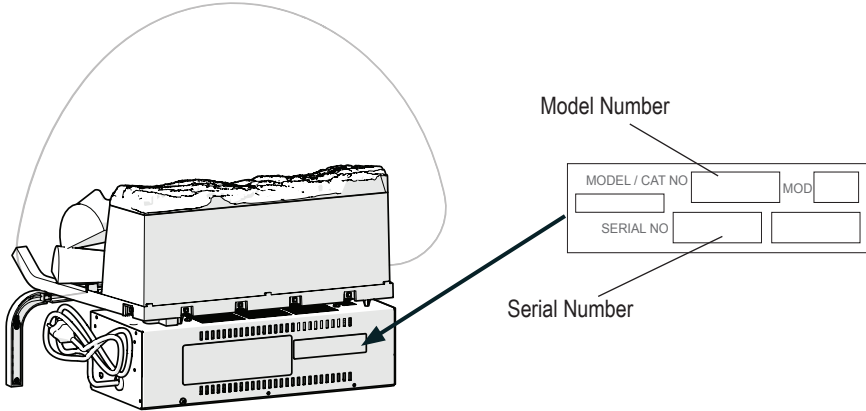 Model Number
MODEL / CAT NO MOD
SERIAL NO
Serial Number